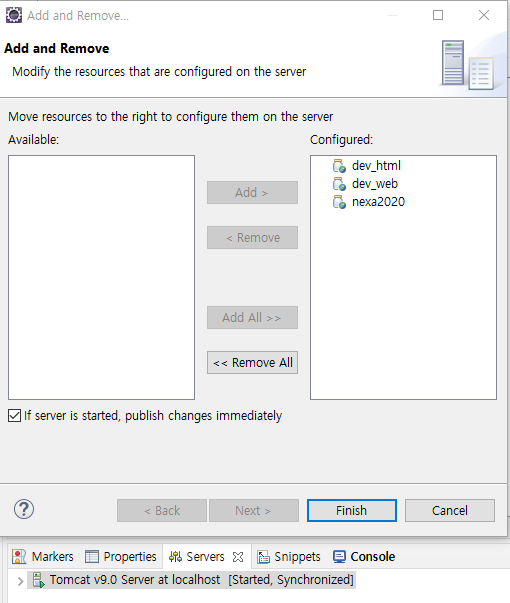 Add and Remove...
Add and Remove
Modify the resources that are configured on the server
Move resources to the right to configure them on the server
Available:
Configured:
dev_html
dev_web
nexa2020
Add >
< Remove
Add All >>
<< Remove All
If server is started, publish changes immediately
?
< Back
Next >
Finish
Cancel
Markers
Properties
Servers
Snippets
Console
Tomcat v9.0 Server at localhost [Started, Synchronized]